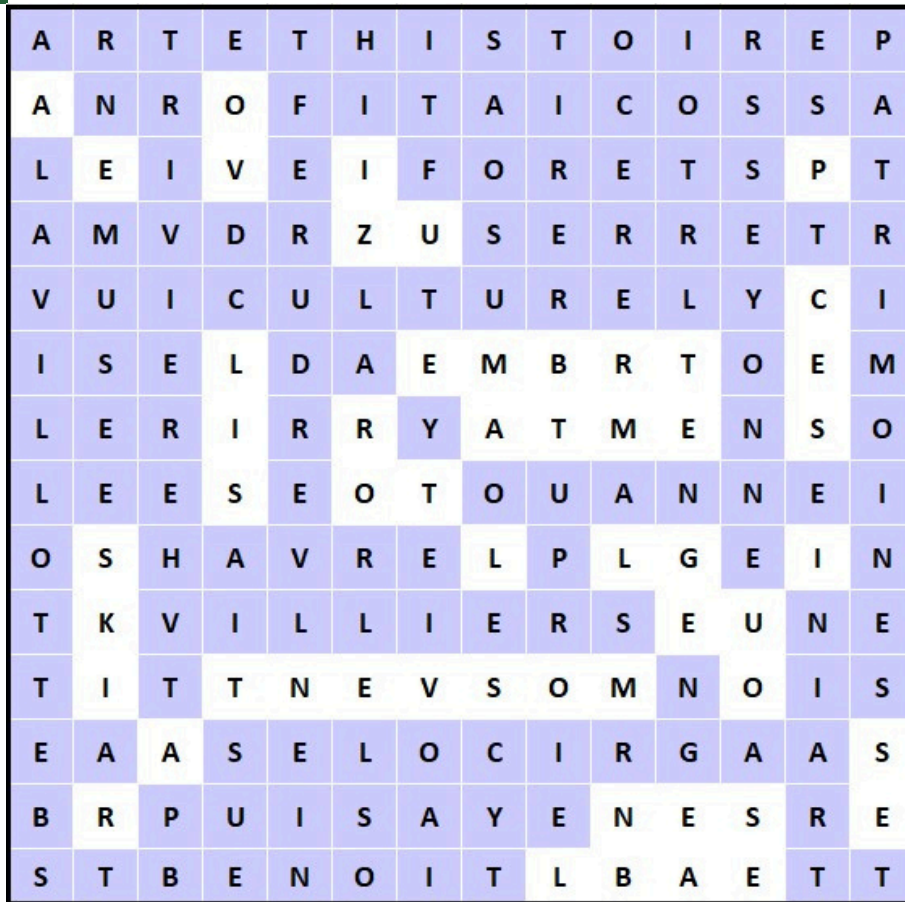 A R T E T H I S T O I R E P
A N R O F I T A I C O S S A
L E I V E I F O R E T S P T
A M V D R Z U S E R R E T R
V U I C U L T U R E L Y C I
I S E L D A E M B R T O E M
L E R I R R Y A T M E N S O
L E E S E O T O U A N N E I
O S H A V R E L P L G E I N
T K V I L L I E R S E U N E
T I T T N E V S O M N O I S
E A A S E L O C I R G A A S
B R P U I S A Y E N E S R E
S T B E N O I T L B A E T T